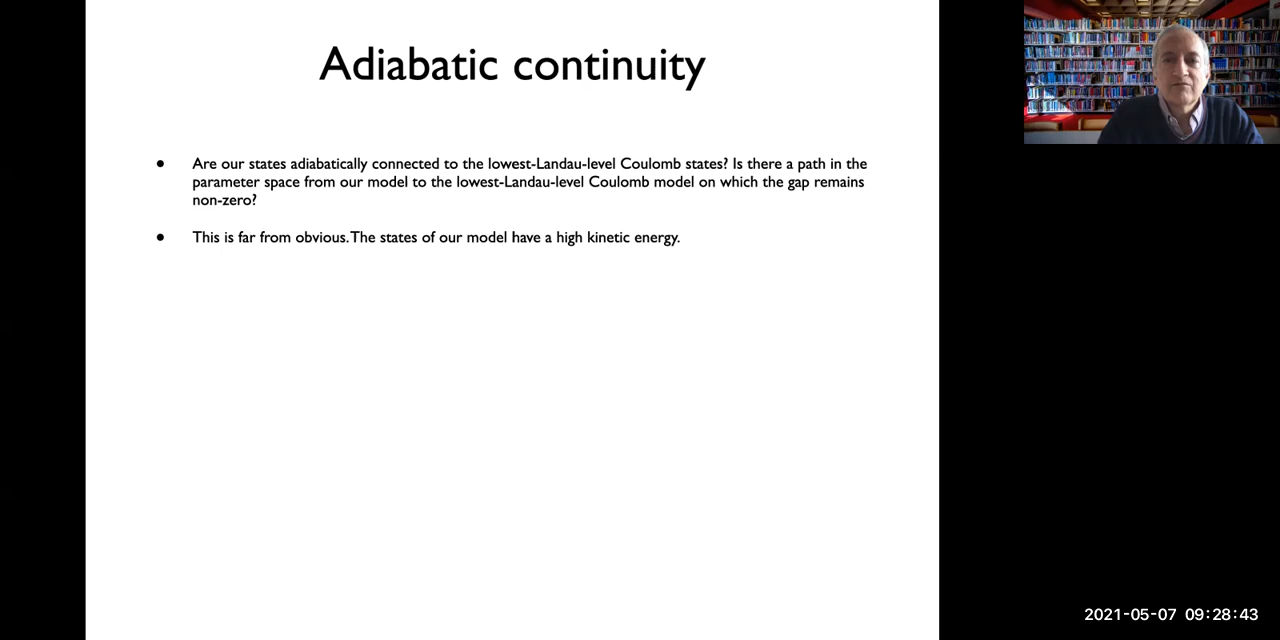 Adiabatic continuity
• Are our states adiabatically connected to the lowest-Landau-level Coulomb states? Is there a path in the
parameter space from our model to the lowest-Landau-level Coulomb model on which the gap remains
non-zero?
• This is far from obvious. The states of our model have a high kinetic energy.
2021-05-07 09:28:43